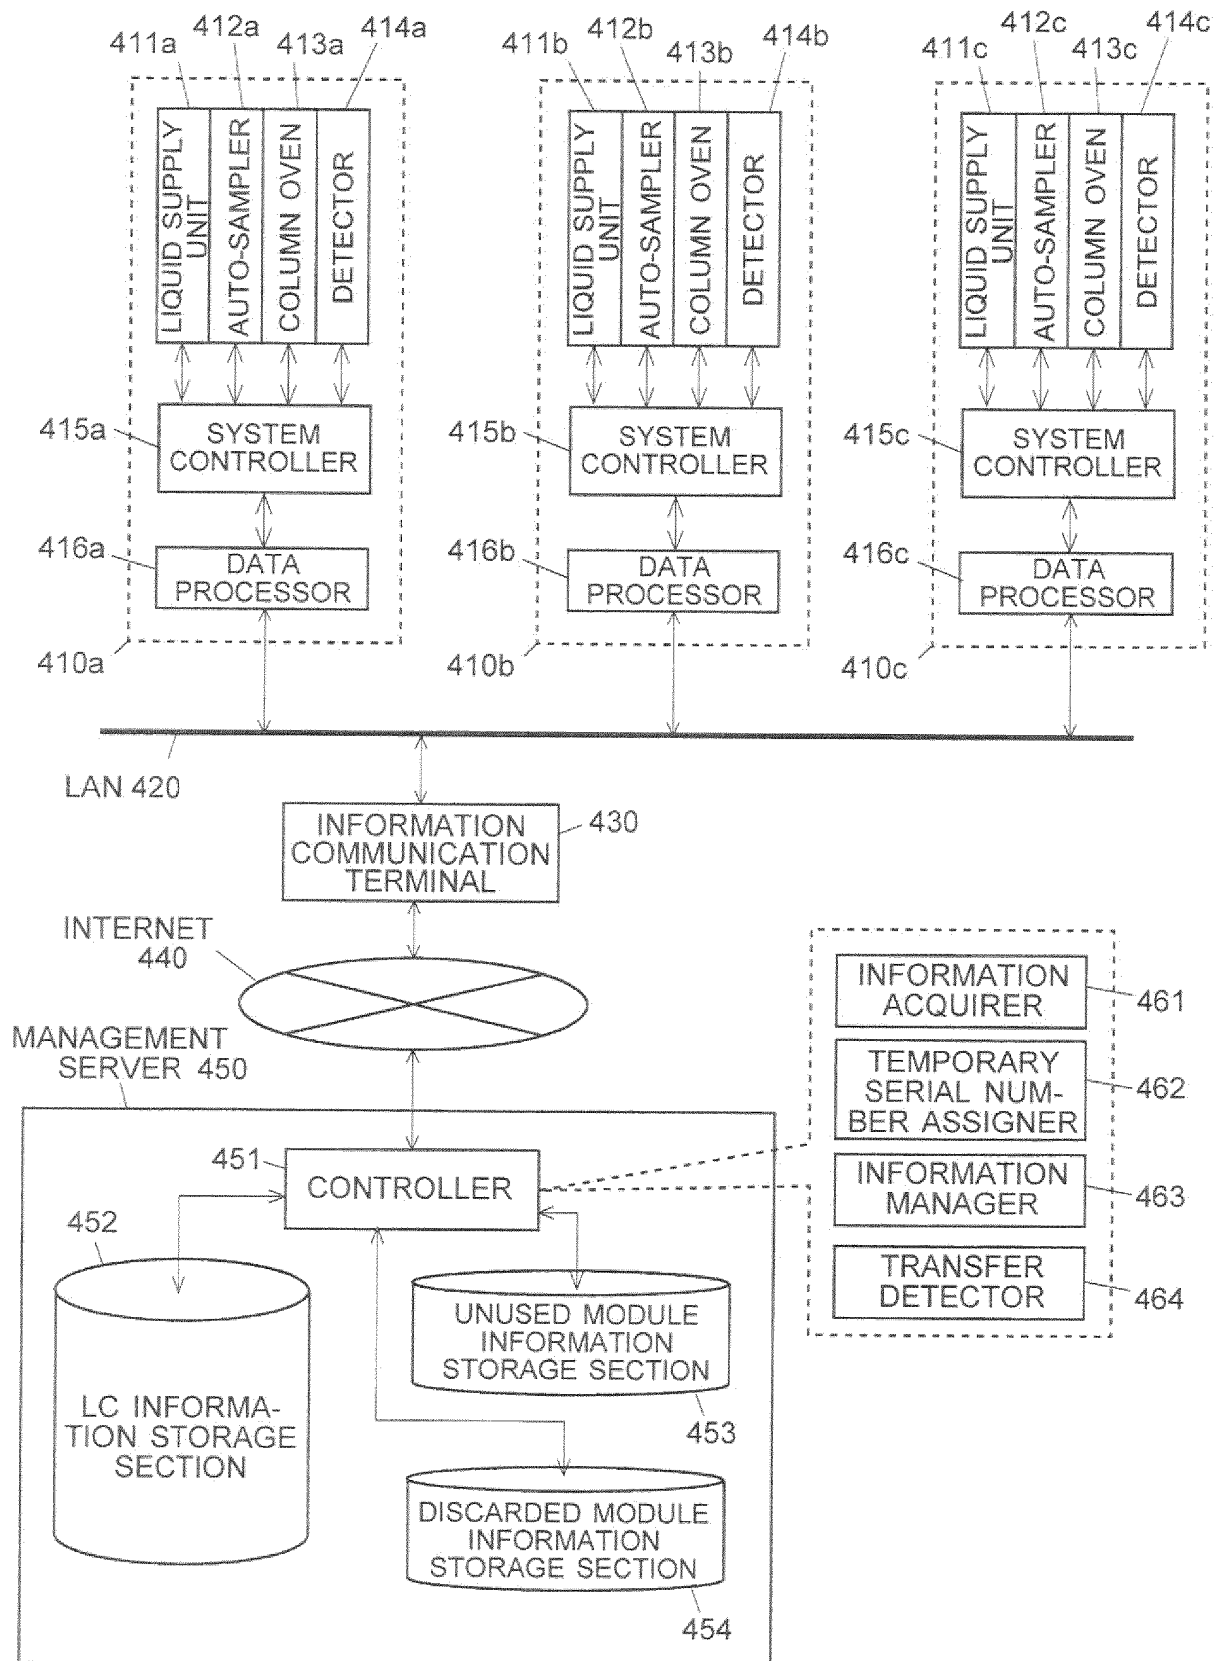 411a
412a
413a
414a
411b
412b
413b
414b
411c
412c
413c
414c
LIQUID SUPPLY
UNIT
AUTO-SAMPLER
COLUMN OVEN
DETECTOR
LIQUID SUPPLY
UNIT
AUTO-SAMPLER
COLUMN OVEN
DETECTOR
LIQUID SUPPLY
UNIT
AUTO-SAMPLER
COLUMN OVEN
DETECTOR
415a
SYSTEM
CONTROLLER
415b
SYSTEM
CONTROLLER
415c
SYSTEM
CONTROLLER
416a
DATA
PROCESSOR
416b
DATA
PROCESSOR
416c
DATA
PROCESSOR
410a
410b
410c
LAN 420
INFORMATION
COMMUNICATION
TERMINAL
430
INTERNET
440
MANAGEMENT
SERVER 450
INFORMATION
ACQUIRER
461
TEMPORARY
SERIAL NUM-
BER ASSIGNER
462
INFORMATION
MANAGER
463
TRANSFER
DETECTOR
464
451
CONTROLLER
452
LC INFORMA-
TION STORAGE
SECTION
UNUSED MODULE
INFORMATION
STORAGE SECTION
453
DISCARDED MODULE
INFORMATION
STORAGE SECTION
454